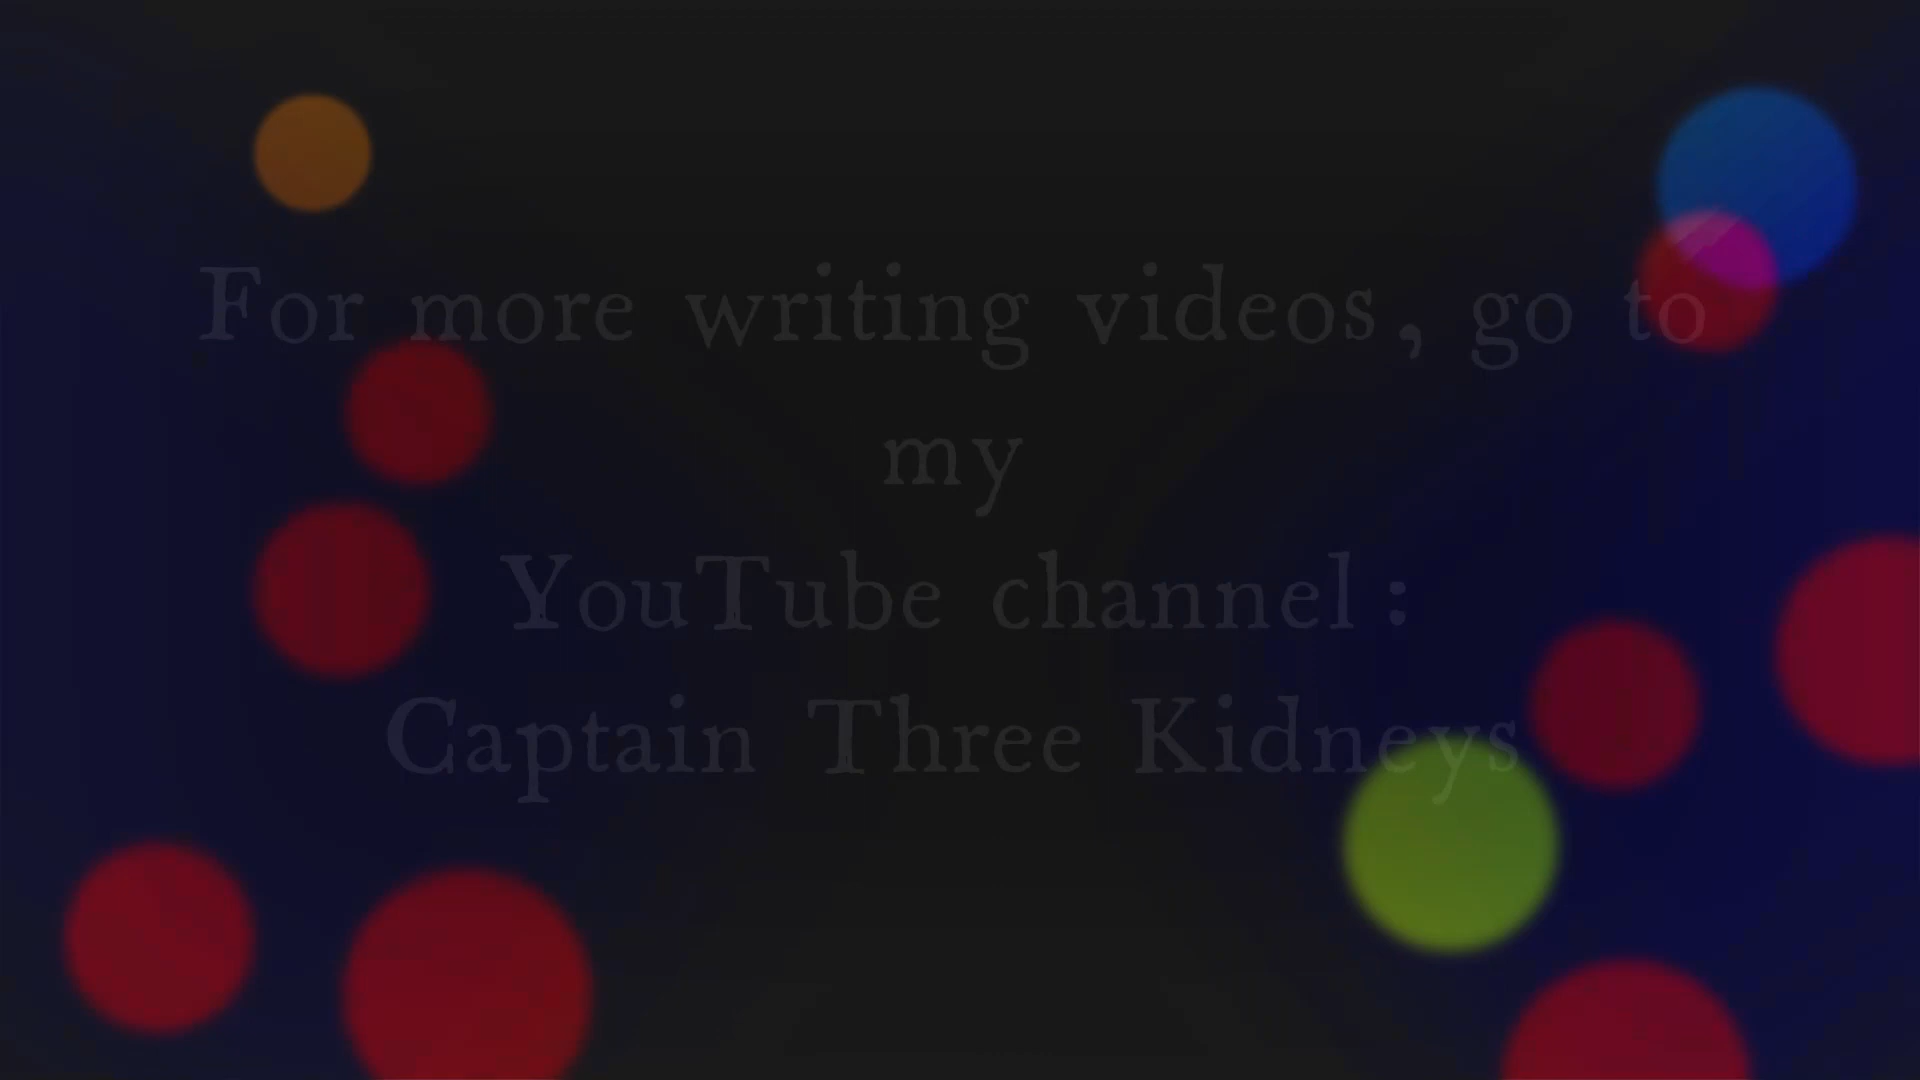 For more writing videos, go to
my
YouTube channel:
Captain Three Kidneys